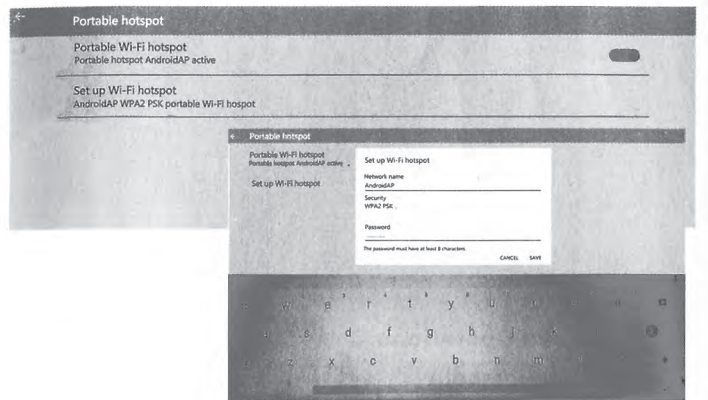 Portable hotspot
Portable Wi-Fi hotspot
Portable hotspot AndroidAP active
Set up Wi-Fi hotspot
AndroidAP WPA2 PSK portable Wi-Fi hospot
Portable hotspot
Portable Wi-Fi hotspot
Portable hotspot AndroidAP active
Set up Wi-Fi hotspot
Set up Wi-Fi hotspot
Network name
AndroidAP
Security
WPA2 PSK
Password
The password must have at least 8 characters
CANCEL SAVE
w e r t y u
s d f g h j k
z x c v b n m